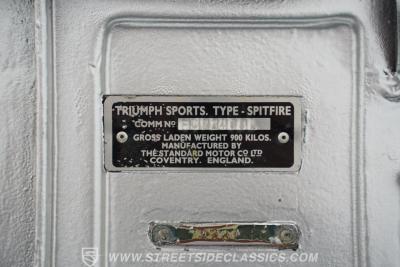 TRIUMPH SPORTS. TYPE - SPITFIRE
COMM Nº
GROSS LADEN WEIGHT 900 KILOS.
MANUFACTURED BY
THE STANDARD MOTOR CO LTD
COVENTRY. ENGLAND.
WWW.STREETSIDECLASSICS.COM